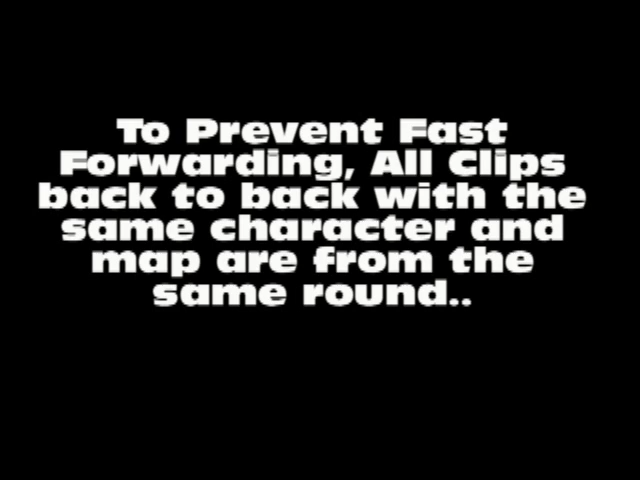 To Prevent Fast
Forwarding, All Clips
back to back with the
same character and
map are from the
same round..